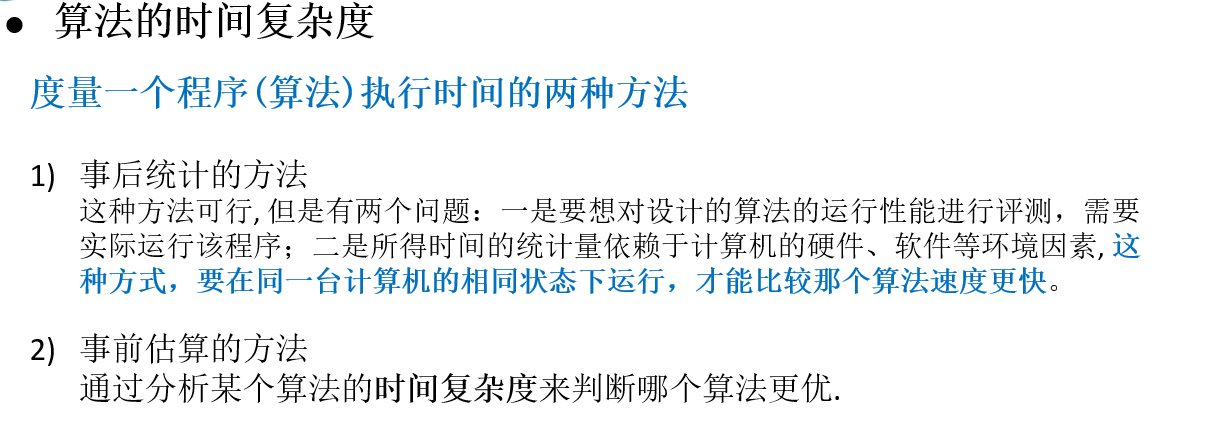 ● 算法的时间复杂度
度量一个程序(算法)执行时间的两种方法
1) 事后统计的方法
这种方法可行, 但是有两个问题：一是要想对设计的算法的运行性能进行评测，需要
实际运行该程序；二是所得时间的统计量依赖于计算机的硬件、软件等环境因素, 这
种方式，要在同一台计算机的相同状态下运行，才能比较那个算法速度更快。
2) 事前估算的方法
通过分析某个算法的时间复杂度来判断哪个算法更优.